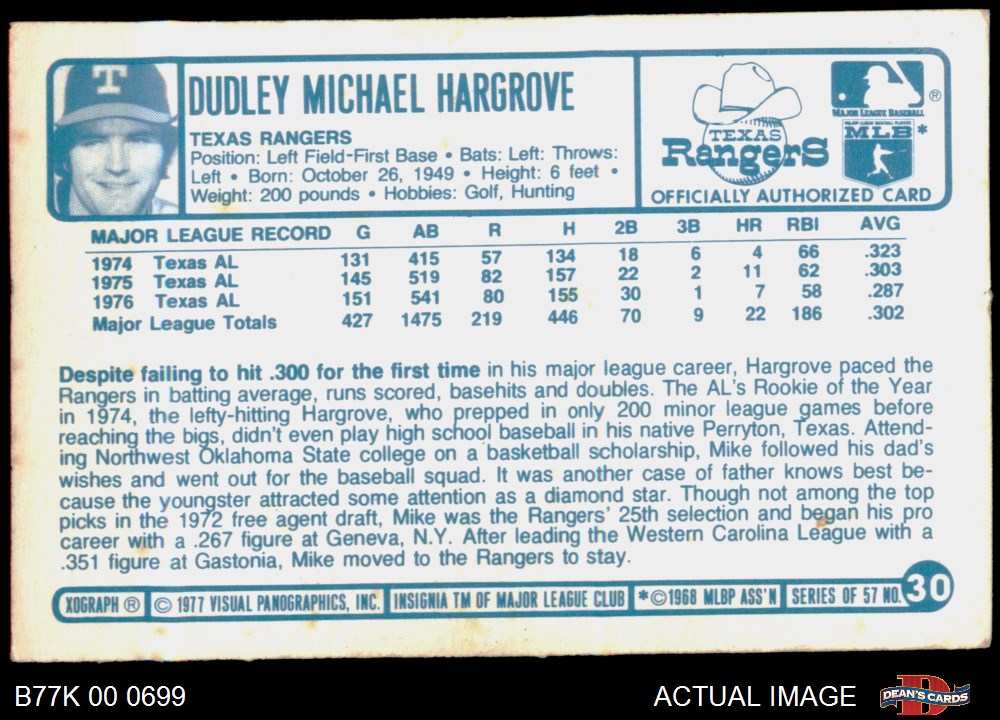 T
DUDLEY MICHAEL HARGROVE
TEXAS RANGERS
Position: Left Field-First Base • Bats: Left: Throws:
Left • Born: October 26, 1949 • Height: 6 feet •
Weight: 200 pounds • Hobbies: Golf, Hunting
TEXAS
RangerS
®
MAJOR LEAGUE BASEBALL
MAJOR LEAGUE BASEBALL PLAYERS
MLB*
OFFICIALLY AUTHORIZED CARD
MAJOR LEAGUE RECORD G AB R H 2B 3B HR RBI AVG
1974 Texas AL 131 415 57 134 18 6 4 66 .323
1975 Texas AL 145 519 82 157 22 2 11 62 .303
1976 Texas AL 151 541 80 155 30 1 7 58 .287
Major League Totals 427 1475 219 446 70 9 22 186 .302
Despite failing to hit .300 for the first time in his major league career, Hargrove paced the
Rangers in batting average, runs scored, basehits and doubles. The AL's Rookie of the Year
in 1974, the lefty-hitting Hargrove, who prepped in only 200 minor league games before
reaching the bigs, didn't even play high school baseball in his native Perryton, Texas. Attend-
ing Northwest Oklahoma State college on a basketball scholarship, Mike followed his dad's
wishes and went out for the baseball squad. It was another case of father knows best be-
cause the youngster attracted some attention as a diamond star. Though not among the top
picks in the 1972 free agent draft, Mike was the Rangers' 25th selection and began his pro
career with a .267 figure at Geneva, N.Y. After leading the Western Carolina League with a
.351 figure at Gastonia, Mike moved to the Rangers to stay.
XOGRAPH ® © 1977 VISUAL PANOGRAPHICS, INC. INSIGNIA TM OF MAJOR LEAGUE CLUB *©1968 MLBP ASS'N SERIES OF 57 NO. 30
B77K 00 0699
ACTUAL IMAGE
D
DEAN'S CARDS